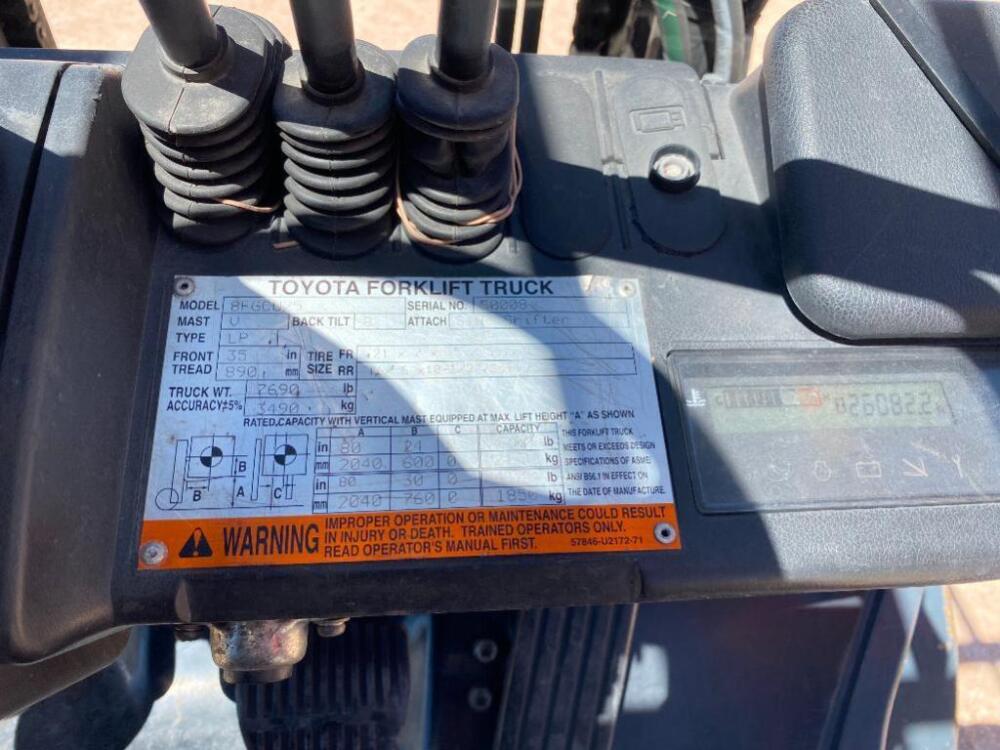 TOYOTA FORKLIFT TRUCK
MODEL SERIAL NO. 50008
MAST V BACK TILT ATTACH
TYPE LP
FRONT 35 in TIRE FR
TREAD 890 mm SIZE RR
TRUCK WT. 7690 lb
ACCURACY±5% 3490 kg
RATED CAPACITY WITH VERTICAL MAST EQUIPPED AT MAX. LIFT HEIGHT "A" AS SHOWN
A B C CAPACITY THIS FORKLIFT TRUCK
in 80 24 lb MEETS OR EXCEEDS DESIGN
mm 2040 600 0 kg SPECIFICATIONS OF ASME
in 80 30 0 lb ANSI B56.1 IN EFFECT ON
mm 2040 760 0 1850 kg THE DATE OF MANUFACTURE.
B
B A C
WARNING
IMPROPER OPERATION OR MAINTENANCE COULD RESULT
IN INJURY OR DEATH. TRAINED OPERATORS ONLY.
READ OPERATOR'S MANUAL FIRST. 57846-U2172-71